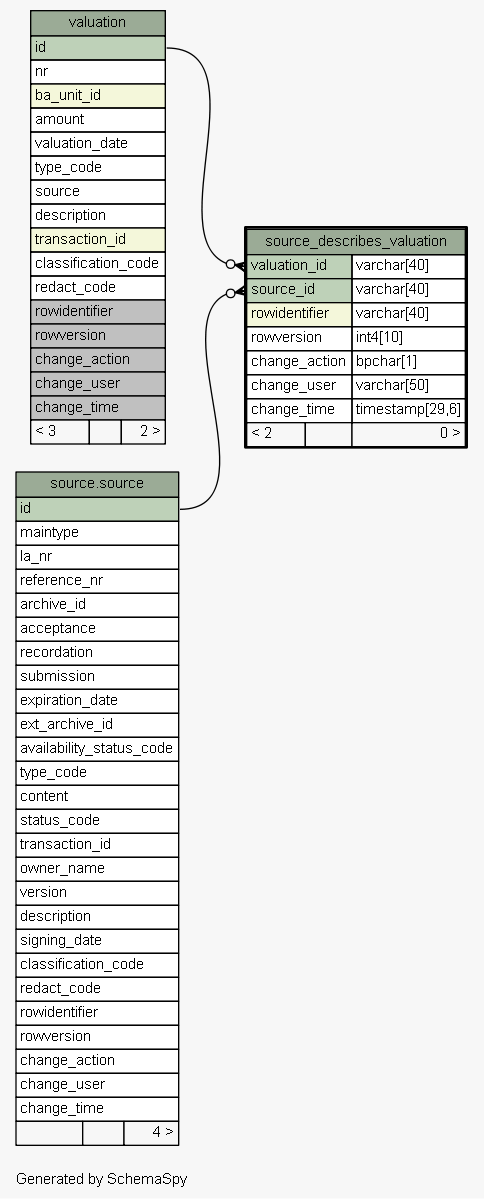 valuation
id
nr
ba_unit_id
amount
valuation_date
type_code
source
description
transaction_id
classification_code
redact_code
rowidentifier
rowversion
change_action
change_user
change_time
< 3 2 >
source_describes_valuation
valuation_id varchar[40]
source_id varchar[40]
rowidentifier varchar[40]
rowversion int4[10]
change_action bpchar[1]
change_user varchar[50]
change_time timestamp[29,6]
< 2 0 >
source.source
id
maintype
la_nr
reference_nr
archive_id
acceptance
recordation
submission
expiration_date
ext_archive_id
availability_status_code
type_code
content
status_code
transaction_id
owner_name
version
description
signing_date
classification_code
redact_code
rowidentifier
rowversion
change_action
change_user
change_time
4 >
Generated by SchemaSpy